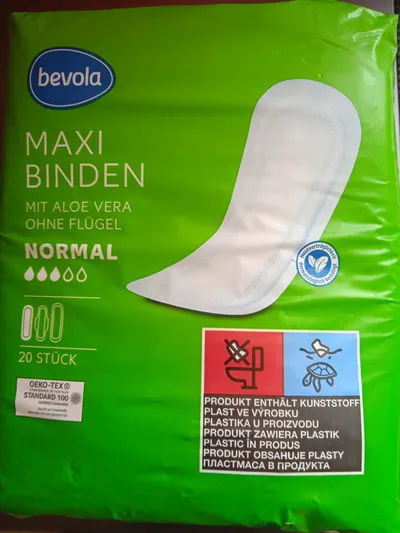 bevola
MAXI
BINDEN
MIT ALOE VERA
OHNE FLÜGEL
NORMAL
20 STÜCK
OEKO-TEX®
STANDARD 100
PRODUKT ENTHÄLT KUNSTSTOFF
PLAST VE VÝROBKU
PLASTIKA U PROIZVODU
PRODUKT ZAWIERA PLASTIK
PLASTIC ÎN PRODUS
PRODUKT OBSAHUJE PLASTY
ПЛАСТМАСА В ПРОДУКТА